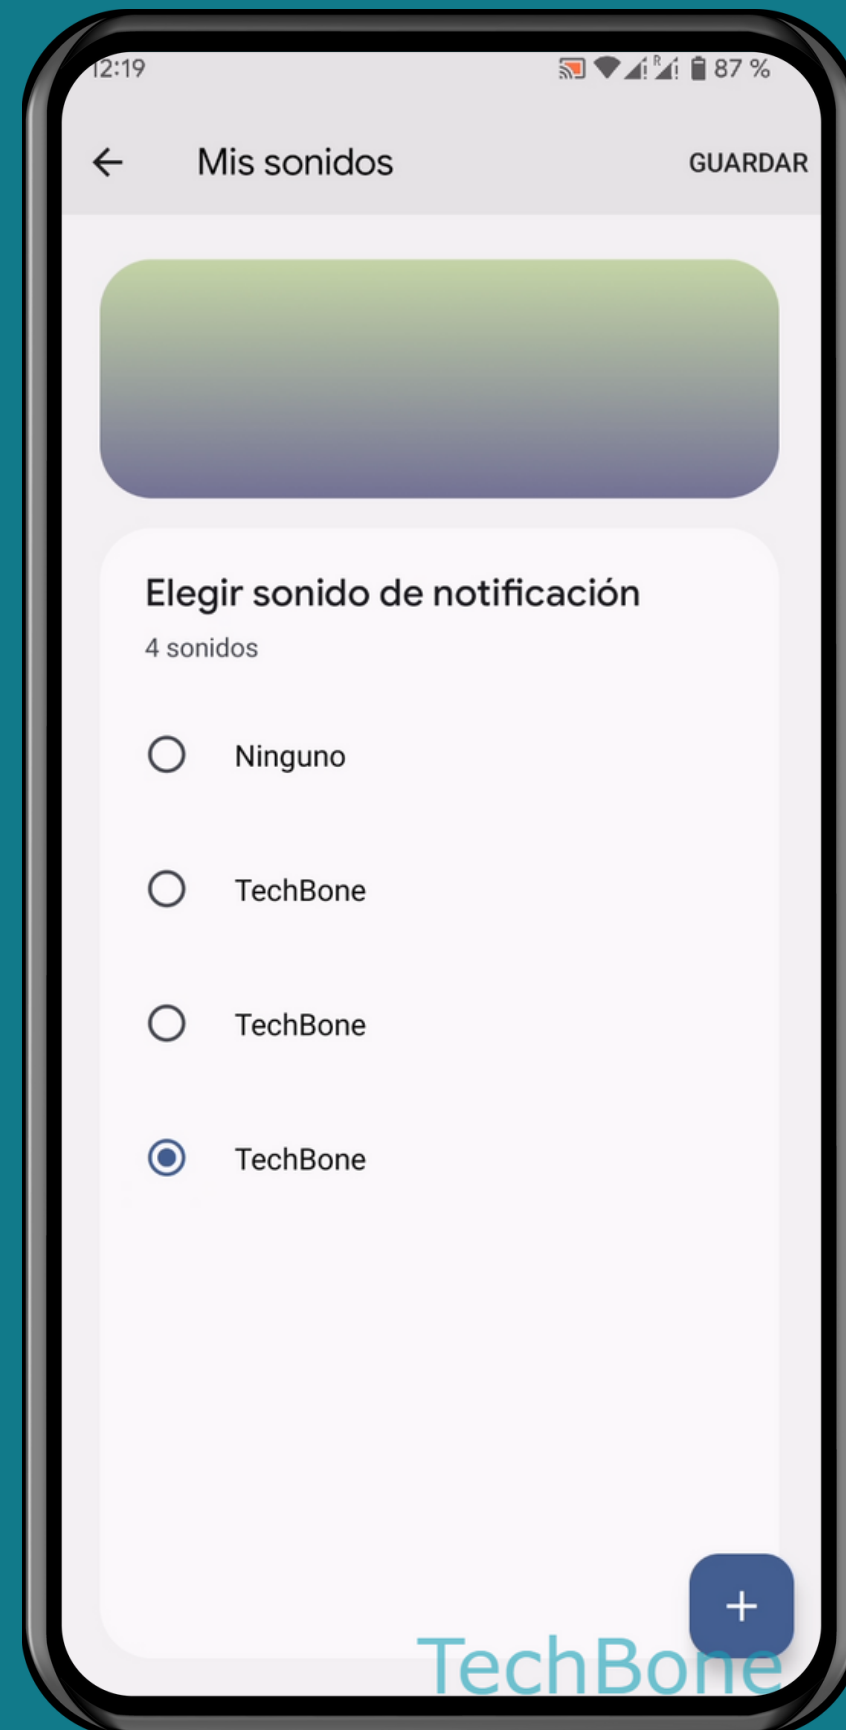 12:19 R 87 %
Mis sonidos GUARDAR
Elegir sonido de notificación
4 sonidos
Ninguno
TechBone
TechBone
TechBone
+
TechBone